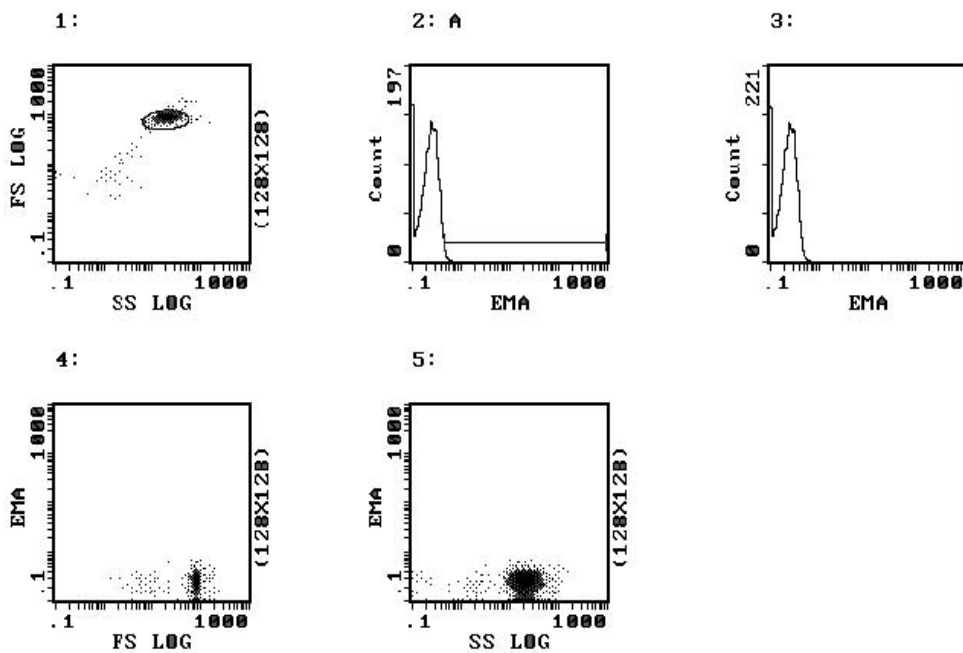 1:
2: A
3:
FS LOG
.1
1000
(128X128)
.1
1000
SS LOG
Count
0
197
.1
1000
EMA
Count
0
221
.1
1000
EMA
4:
5:
EMA
1
1000
(128X128)
.1
1000
FS LOG
EMA
1
1000
(128X128)
.1
1000
SS LOG